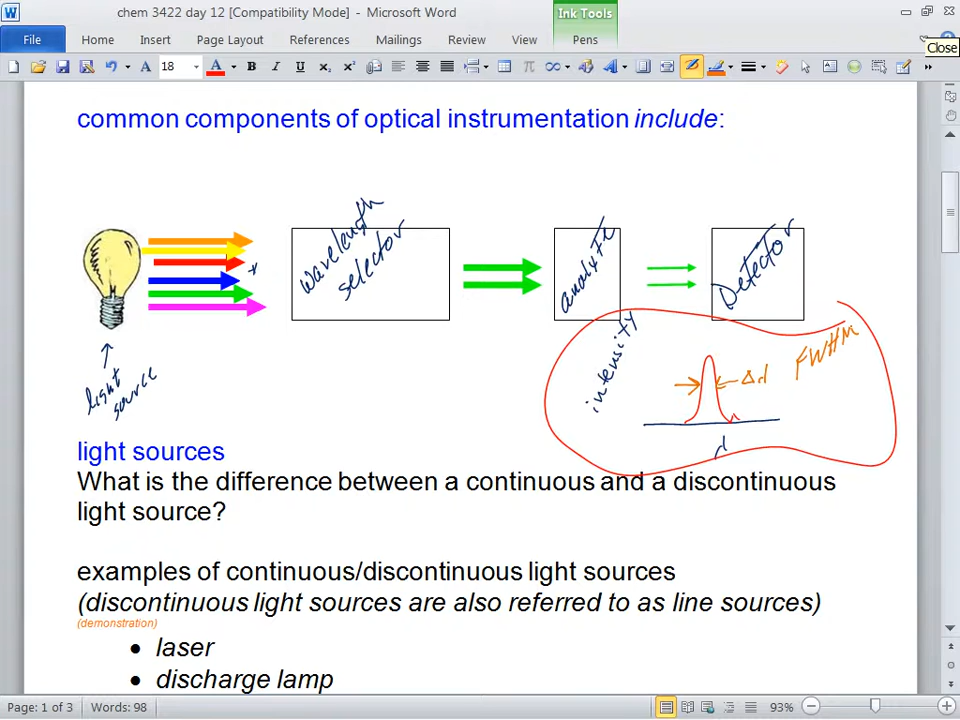 chem 3422 day 12 [Compatibility Mode] - Microsoft Word
Ink Tools
File Home Insert Page Layout References Mailings Review View Pens
Close
18
common components of optical instrumentation include:
wavelength
selector
analyte
Detector
light
source
intensity
Δλ
FWHM
λ
light sources
What is the difference between a continuous and a discontinuous
light source?
examples of continuous/discontinuous light sources
(discontinuous light sources are also referred to as line sources)
(demonstration)
• laser
• discharge lamp
Page: 1 of 3 Words: 98 93%